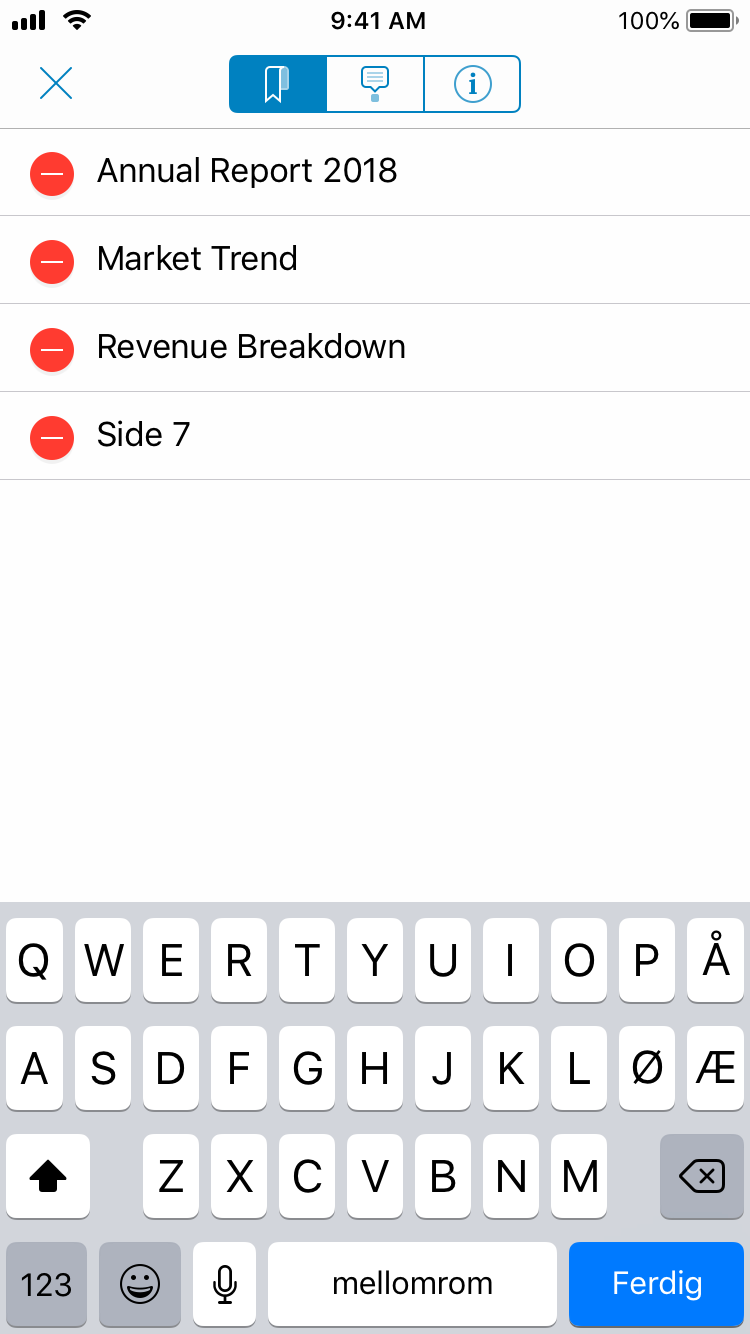 9:41 AM 100%
i
Annual Report 2018
Market Trend
Revenue Breakdown
Side 7
Q W E R T Y U I O P Å
A S D F G H J K L Ø Æ
Z X C V B N M
123 mellomrom Ferdig